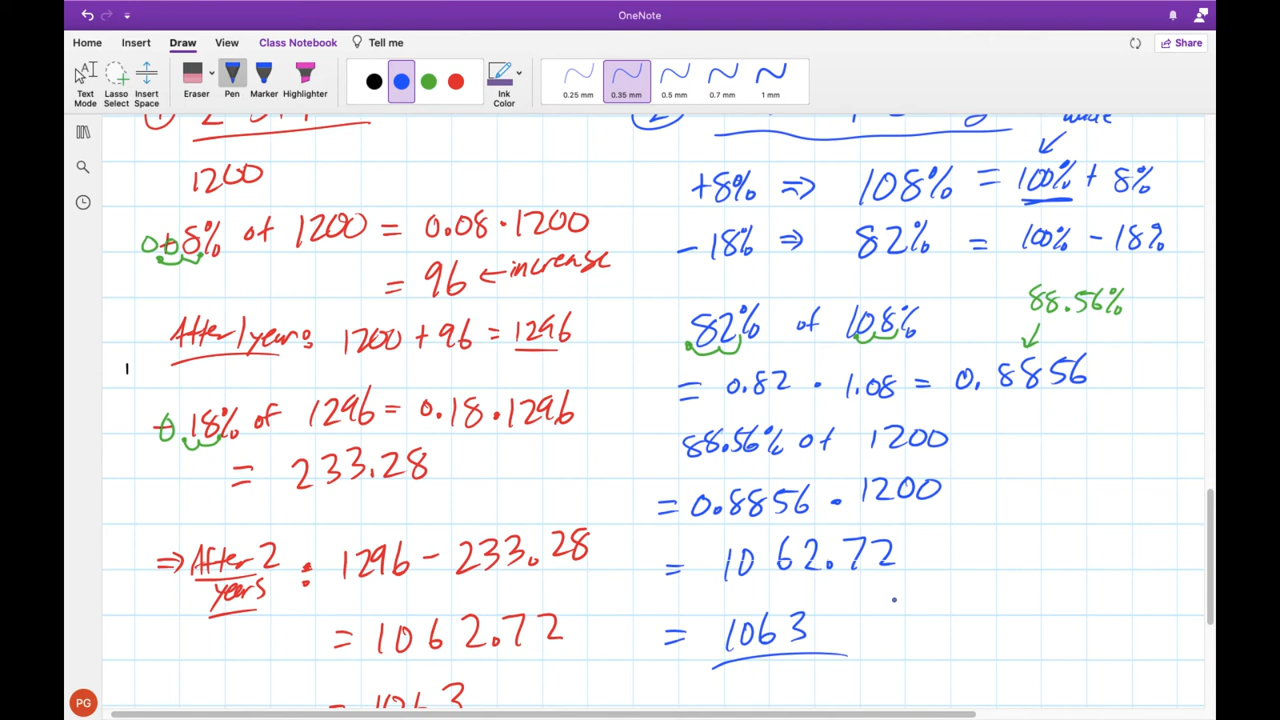 OneNote
Home Insert Draw View Class Notebook Tell me
Share
Text Mode
Lasso Select
Insert Space
Eraser
Pen
Marker
Highlighter
Ink Color
0.25 mm
0.35 mm
0.5 mm
0.7 mm
1 mm
1200
+8% of 1200 = 0.08 · 1200
= 96 ← increase
After 1 years: 1200 + 96 = 1296
-18% of 1296 = 0.18 · 1296
= 233.28
⇒ After 2 years : 1296 - 233.28
= 1062.72
= 1063
+8% ⇒ 108% = 100% + 8%
-18% ⇒ 82% = 100% - 18%
88.56%
82% of 108%
= 0.82 · 1.08 = 0.8856
88.56% of 1200
= 0.8856 · 1200
= 1062.72
= 1063
PG